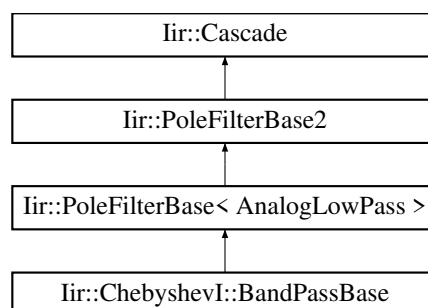 Iir::Cascade
Iir::PoleFilterBase2
Iir::PoleFilterBase< AnalogLowPass >
Iir::ChebyshevI::BandPassBase